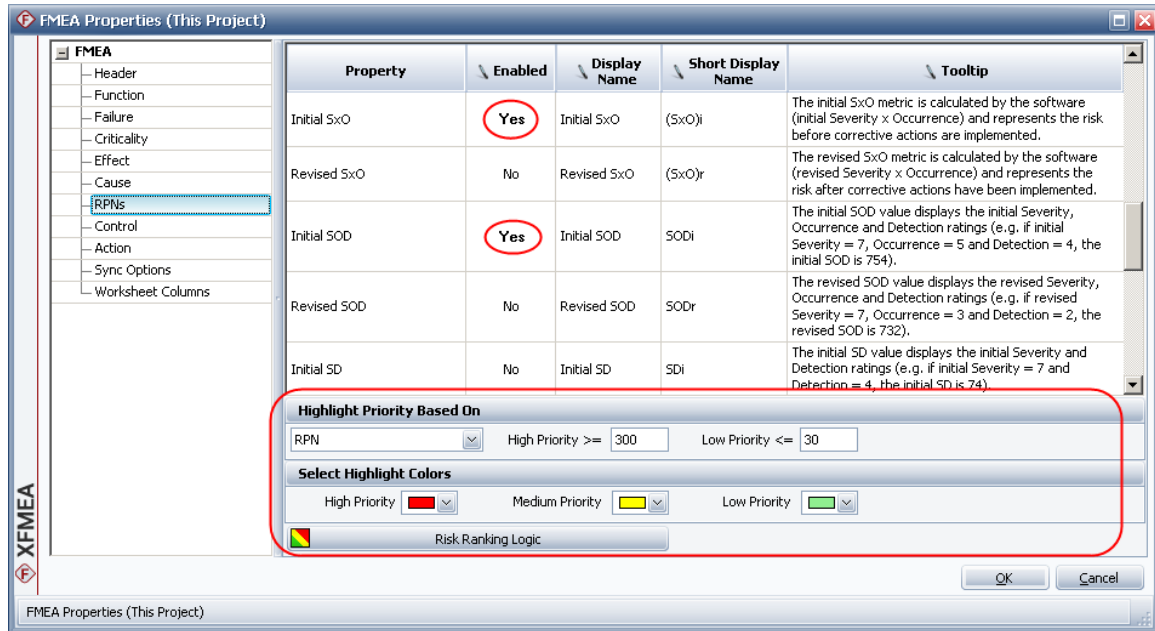 FMEA Properties (This Project)
FMEA
Header
Function
Failure
Criticality
Effect
Cause
RPNs
Control
Action
Sync Options
Worksheet Columns
XFMEA
Property Enabled Display Name Short Display Name Tooltip
Initial SxO Yes Initial SxO (SxO)i
The initial SxO metric is calculated by the software
(initial Severity x Occurrence) and represents the risk
before corrective actions are implemented.
Revised SxO No Revised SxO (SxO)r
The revised SxO metric is calculated by the software
(revised Severity x Occurrence) and represents the
risk after corrective actions have been implemented.
Initial SOD Yes Initial SOD SODi
The initial SOD value displays the initial Severity,
Occurrence and Detection ratings (e.g. if initial
Severity = 7, Occurrence = 5 and Detection = 4, the
initial SOD is 754).
Revised SOD No Revised SOD SODr
The revised SOD value displays the revised Severity,
Occurrence and Detection ratings (e.g. if revised
Severity = 7, Occurrence = 3 and Detection = 2, the
revised SOD is 732).
Initial SD No Initial SD SDi
The initial SD value displays the initial Severity and
Detection ratings (e.g. if initial Severity = 7 and
Detection = 4, the initial SD is 74).
Highlight Priority Based On
RPN High Priority >= 300 Low Priority <= 30
Select Highlight Colors
High Priority Medium Priority Low Priority
Risk Ranking Logic
OK Cancel
FMEA Properties (This Project)